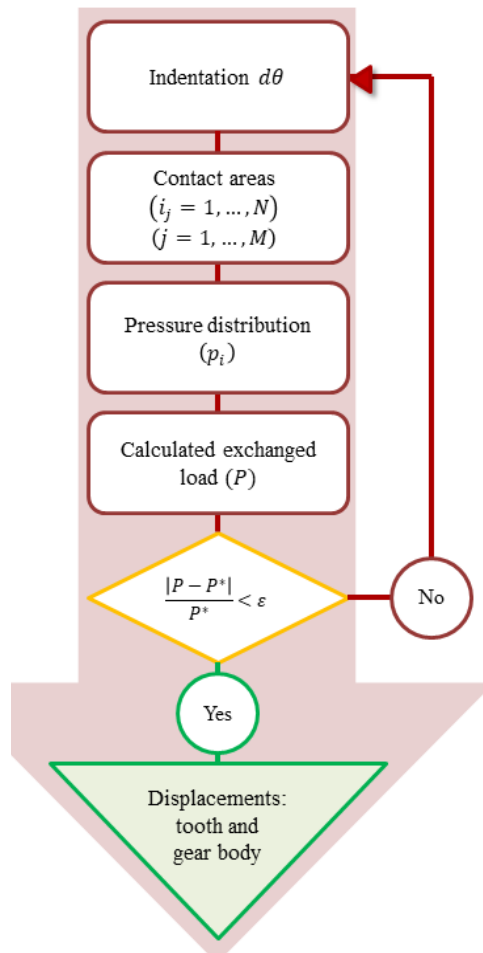 Indentation dθ
Contact areas
(i_j = 1, …, N)
(j = 1, …, M)
Pressure distribution
(p_i)
Calculated exchanged
load (P)
|P − P*|
P*
< ε
No
Yes
Displacements:
tooth and
gear body